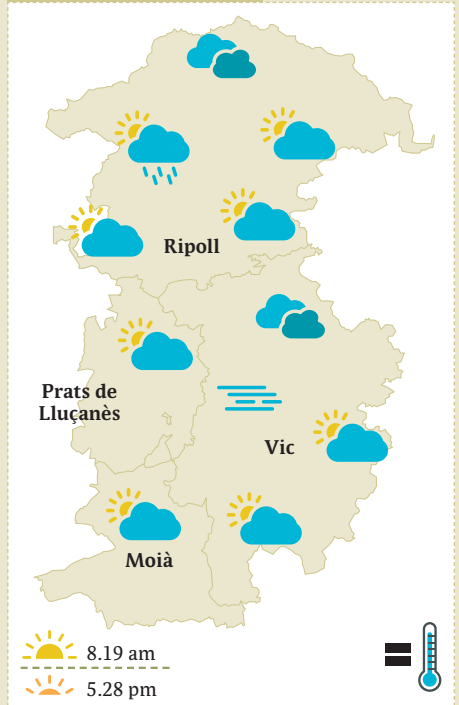 Ripoll
Prats de
Lluçanès
Vic
Moià
8.19 am
5.28 pm